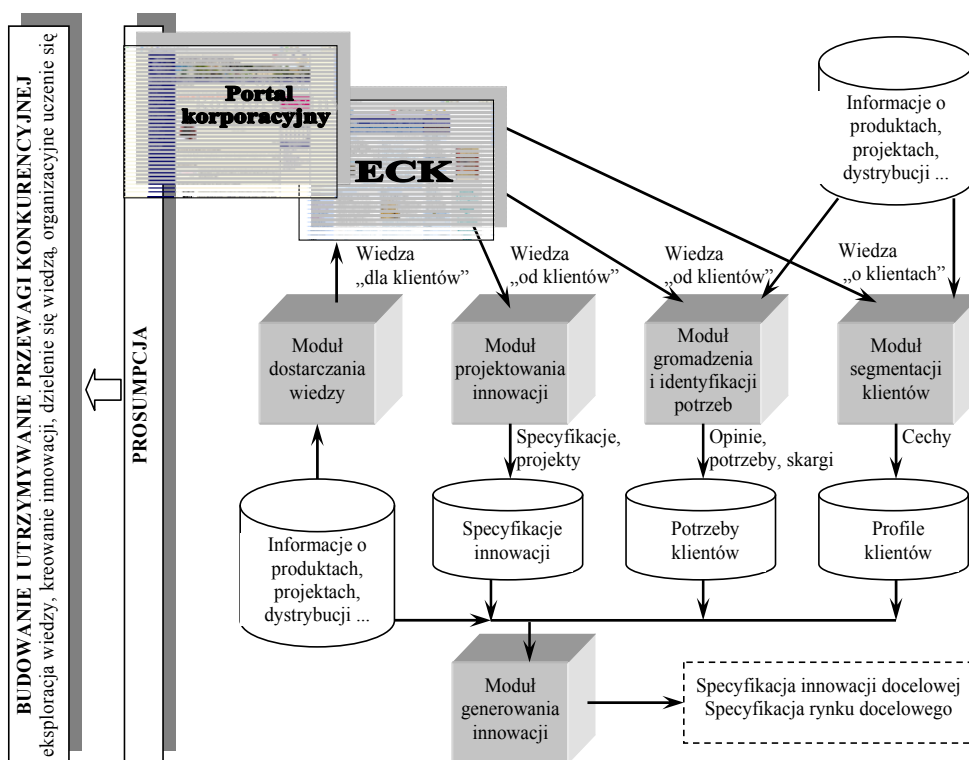 BUDOWANIE I UTRZYMYWANIE PRZEWAGI KONKURENCYJNEJ
eksploracja wiedzy, kreowanie innowacji, dzielenie się wiedzą, organizacyjne uczenie się
PROSUMPCJA
Portal
korporacyjny
ECK
Informacje o
produktach,
projektach,
dystrybucji ...
Wiedza
„dla klientów”
Wiedza
„od klientów”
Wiedza
„od klientów”
Wiedza
„o klientach”
Moduł
dostarczania
wiedzy
Moduł
projektowania
innowacji
Moduł
gromadzenia
i identyfikacji
potrzeb
Moduł
segmentacji
klientów
Specyfikacje,
projekty
Opinie,
potrzeby, skargi
Cechy
Informacje o
produktach,
projektach,
dystrybucji ...
Specyfikacje
innowacji
Potrzeby
klientów
Profile
klientów
Moduł
generowania
innowacji
Specyfikacja innowacji docelowej
Specyfikacja rynku docelowego